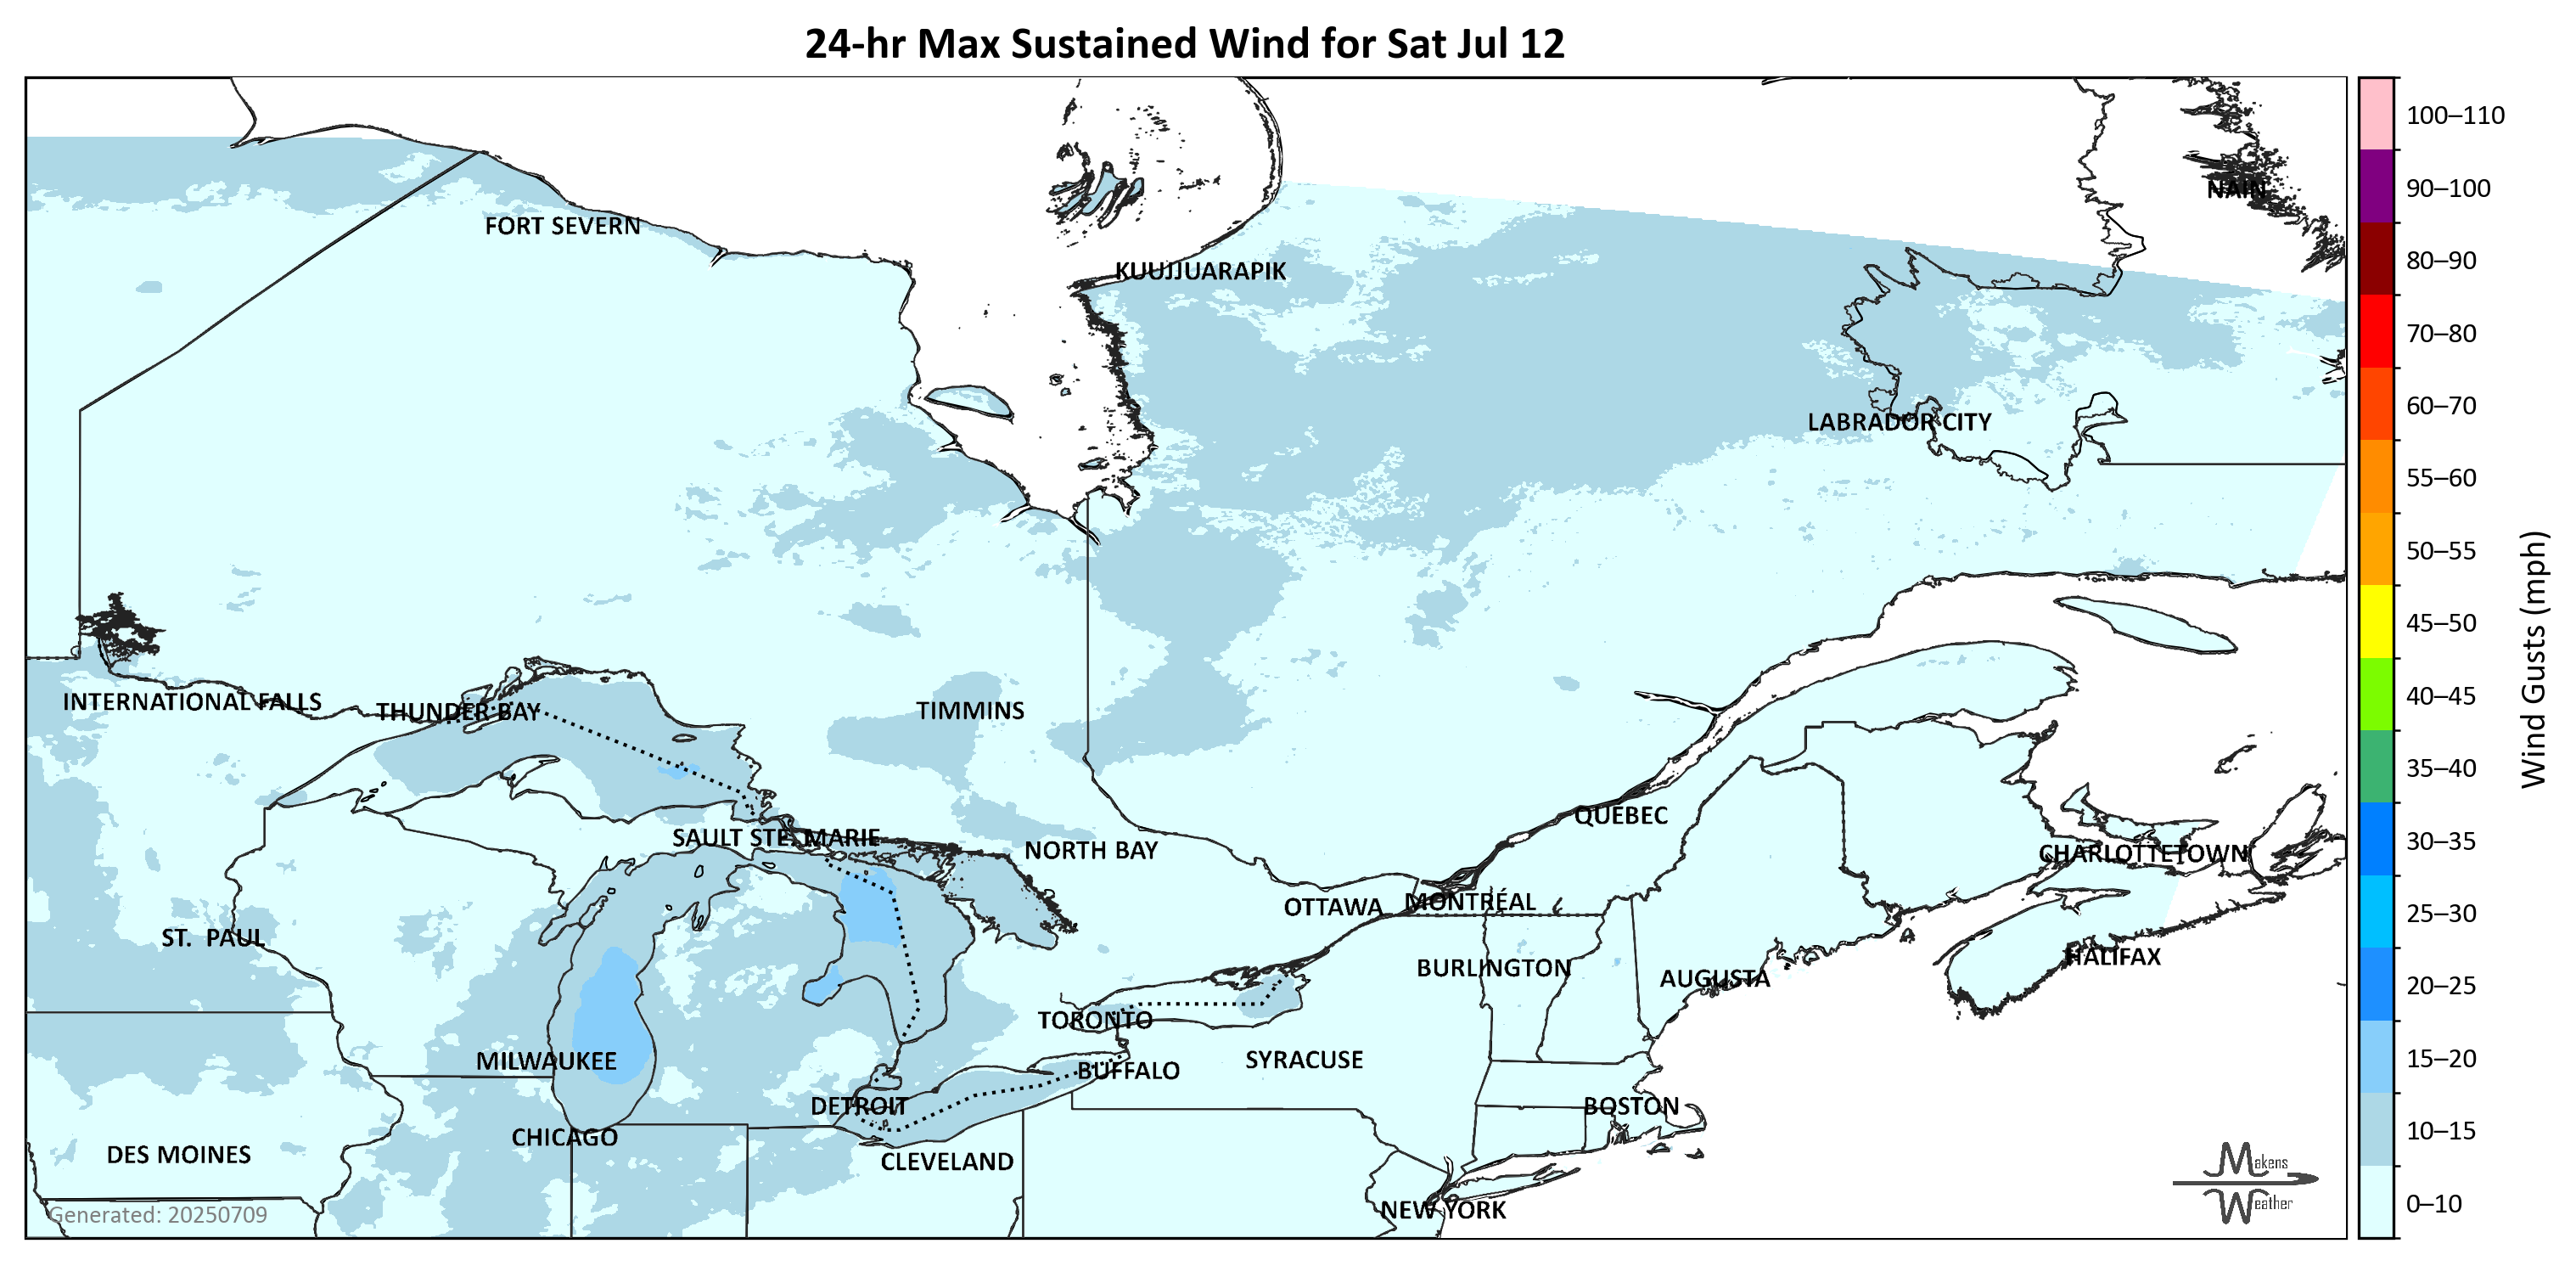 24-hr Max Sustained Wind for Sat Jul 12
100–110
90–100
NAIN
FORT SEVERN
80–90
KUUJJUARAPIK
70–80
60–70
LABRADOR CITY
55–60
50–55
45–50
Wind Gusts (mph)
40–45
INTERNATIONAL FALLS
THUNDER BAY
TIMMINS
35–40
QUÉBEC
30–35
SAULT STE. MARIE
NORTH BAY
CHARLOTTETOWN
OTTAWA
MONTRÉAL
25–30
ST. PAUL
HALIFAX
BURLINGTON
AUGUSTA
20–25
TORONTO
MILWAUKEE
SYRACUSE
15–20
BUFFALO
DETROIT
BOSTON
CHICAGO
10–15
DES MOINES
CLEVELAND
Makens
Weather
NEW YORK
0–10
Generated: 20250709